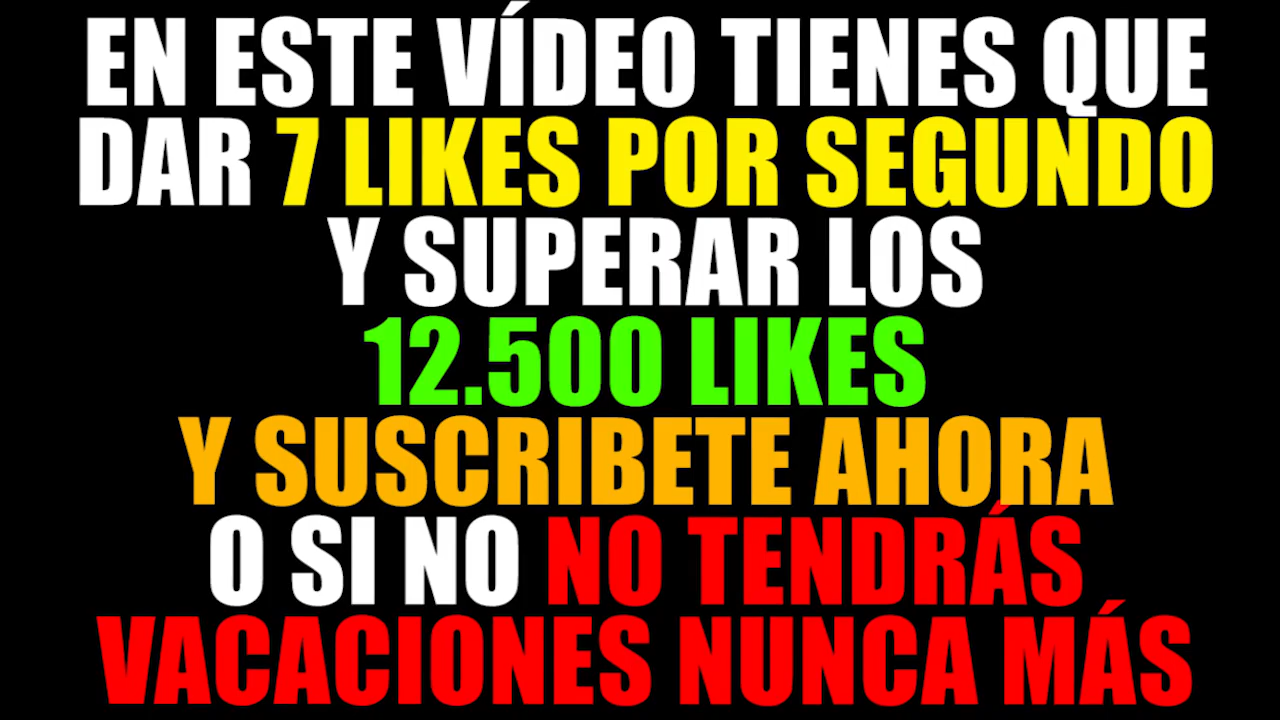 EN ESTE VÍDEO TIENES QUE
DAR 7 LIKES POR SEGUNDO
Y SUPERAR LOS
12.500 LIKES
Y SUSCRIBETE AHORA
O SI NO NO TENDRÁS
VACACIONES NUNCA MÁS